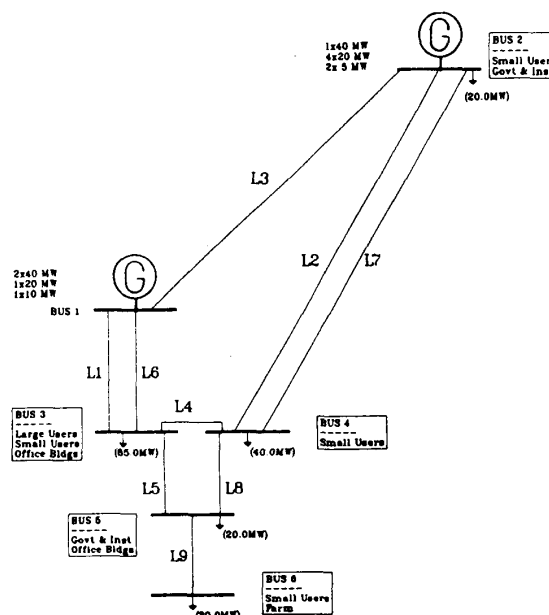 G
1x40 MW
4x20 MW
2x 5 MW
BUS 2
Small User
Govt & Inst
(20.0MW)
L3
L2
L7
G
2x40 MW
1x20 MW
1x10 MW
BUS 1
L1
L6
L4
BUS 3
Large Users
Small Users
Office Bldgs
(85.0MW)
(40.0MW)
BUS 4
Small Users
L5
L8
BUS 5
Govt & Inst
Office Bldgs
(20.0MW)
L9
BUS 6
Small Users
Farm